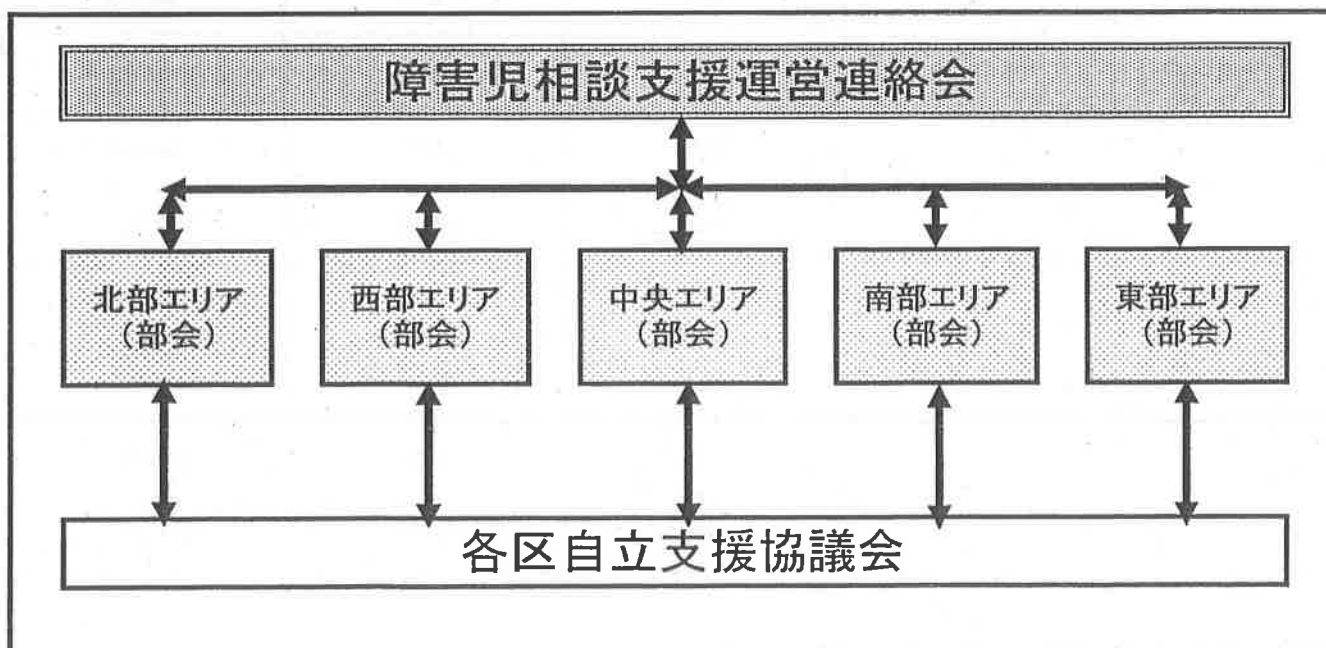 障害児相談支援運営連絡会
北部エリア
(部会)
西部エリア
(部会)
中央エリア
(部会)
南部エリア
(部会)
東部エリア
(部会)
各区自立支援協議会